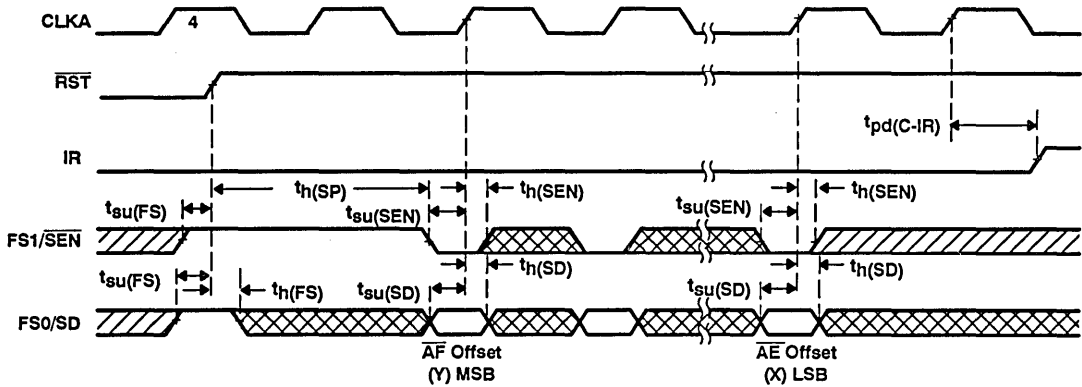 CLKA
4
RST
tpd(C-IR)
IR
th(SP)
th(SEN)
th(SEN)
tsu(FS)
tsu(SEN)
tsu(SEN)
FS1/SEN
tsu(FS)
th(FS)
tsu(SD)
th(SD)
tsu(SD)
th(SD)
FS0/SD
AF Offset
(Y) MSB
AE Offset
(X) LSB